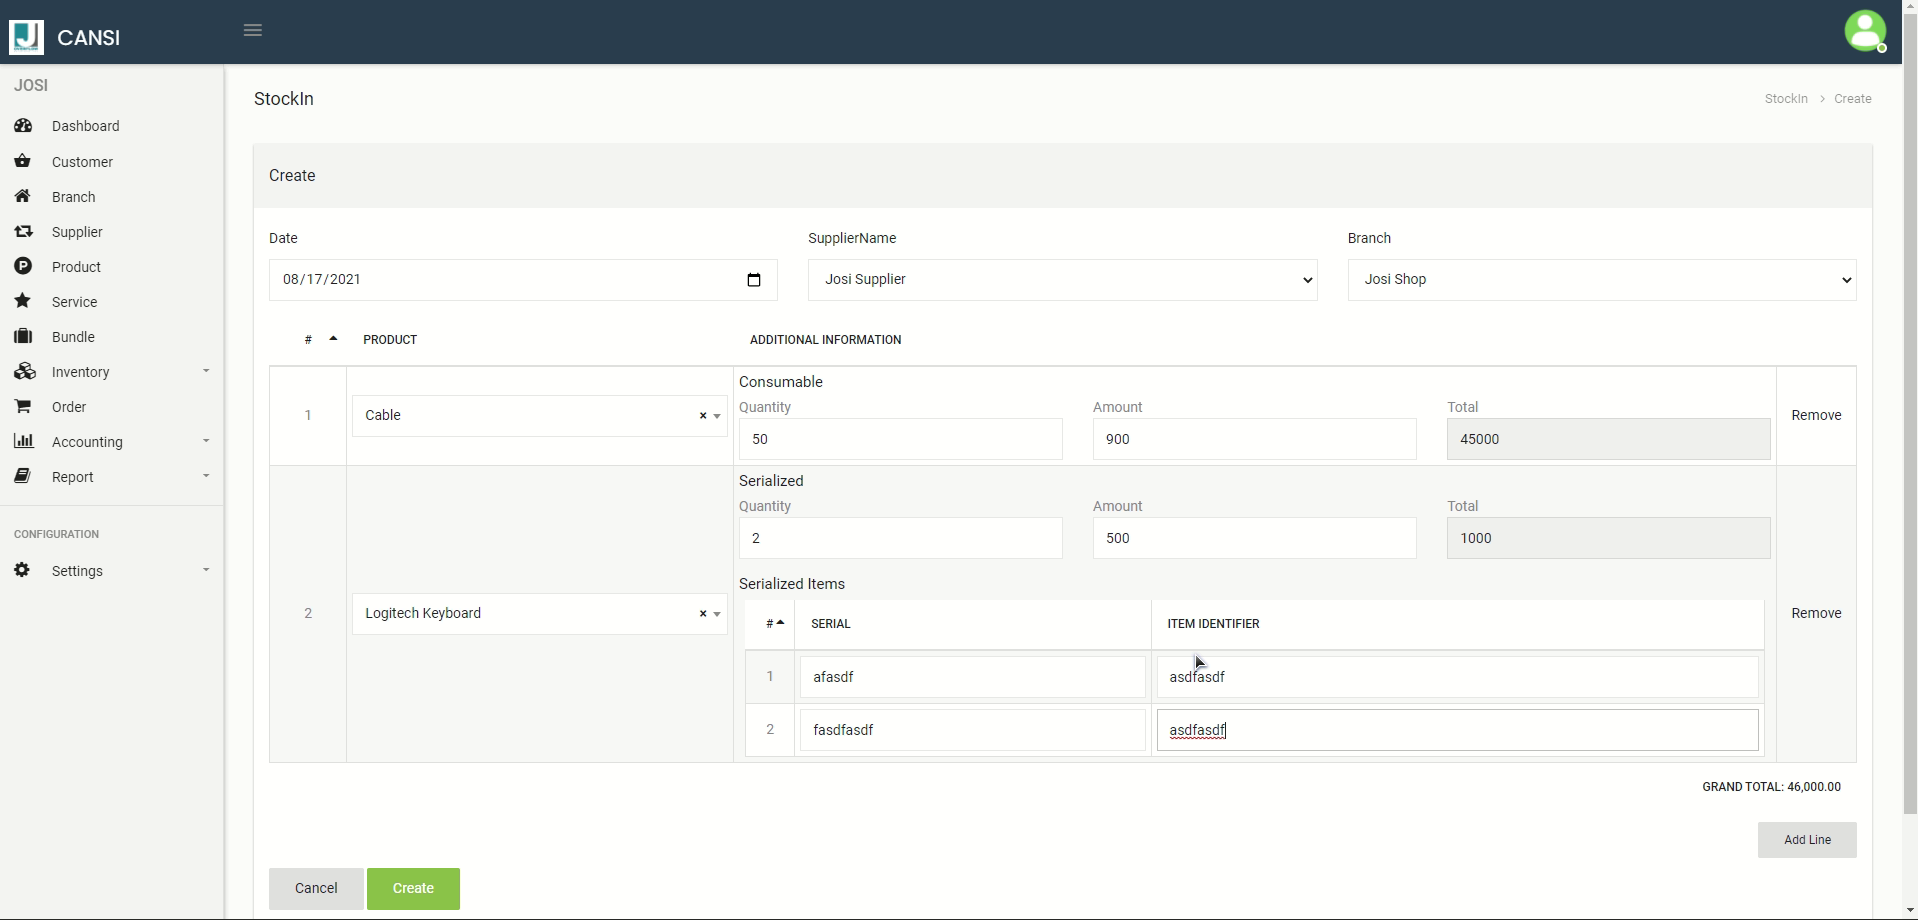 CANSI
JOSI
Dashboard
Customer
Branch
Supplier
Product
Service
Bundle
Inventory
Order
Accounting
Report
CONFIGURATION
Settings
StockIn
StockIn > Create
Create
Date
SupplierName
Branch
08/17/2021
Josi Supplier
Josi Shop
# PRODUCT ADDITIONAL INFORMATION
1
Cable
×
Consumable
Quantity
Amount
Total
50
900
45000
Remove
2
Logitech Keyboard
×
Serialized
Quantity
Amount
Total
2
500
1000
Serialized Items
# SERIAL ITEM IDENTIFIER
1 afasdf asdfasdf
2 fasdfasdf asdfasdf
Remove
GRAND TOTAL: 46,000.00
Add Line
Cancel
Create